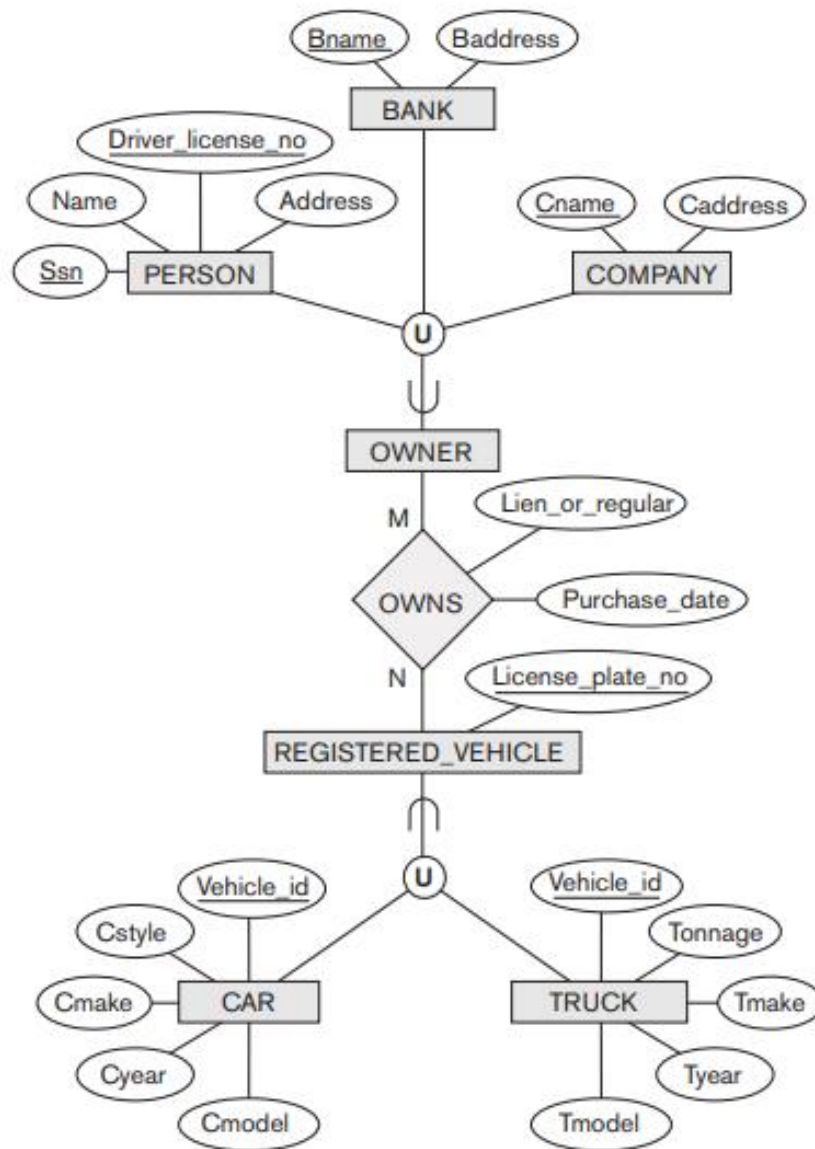 Bname Baddress
BANK
Driver_license_no
Name Address
Cname Caddress
Ssn PERSON COMPANY
U
OWNER
Lien_or_regular
M
OWNS Purchase_date
N License_plate_no
REGISTERED_VEHICLE
U
Vehicle_id Vehicle_id
Cstyle Tonnage
Cmake CAR TRUCK Tmake
Cyear Tyear
Cmodel Tmodel